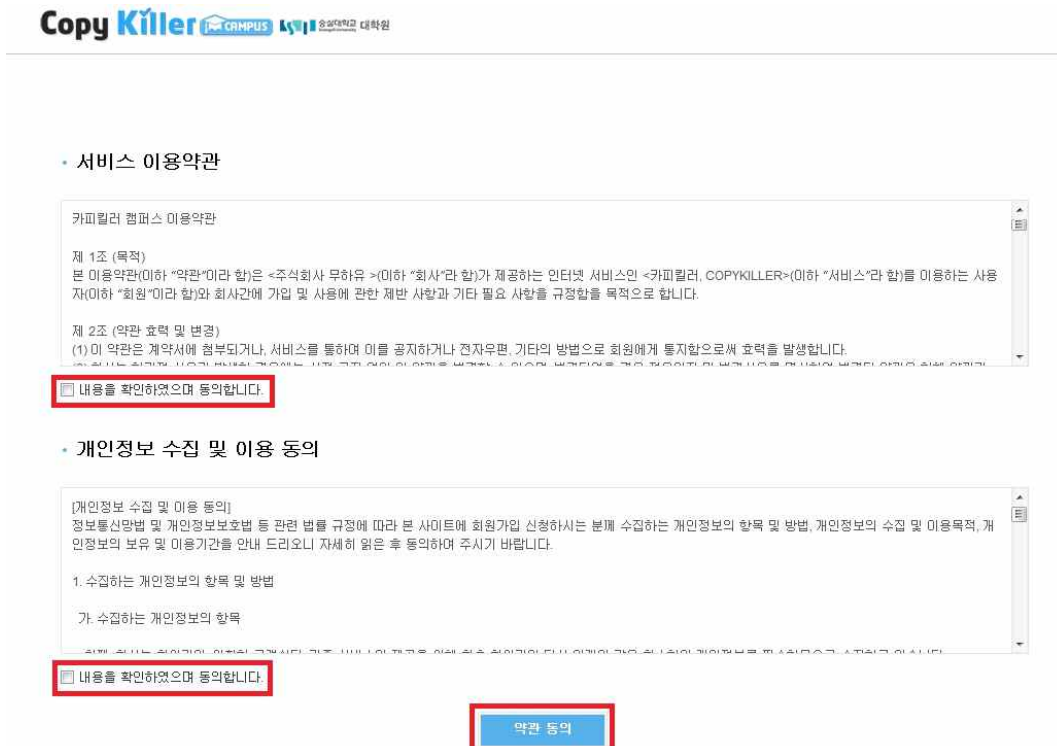 Copy Killer CAMPUS 숭실대학교 대학원
서비스 이용약관
카피킬러 캠퍼스 이용약관
제 1조 (목적)
본 이용약관(이하 “약관”이라 함)은 <주식회사 무하유 >(이하 “회사”라 함)가 제공하는 인터넷 서비스인 <카피킬러, COPYKILLER>(이하 “서비스”라 함)를 이용하는 사용
자(이하 “회원”이라 함)와 회사간에 가입 및 사용에 관한 제반 사항과 기타 필요 사항을 규정함을 목적으로 합니다.
제 2조 (약관 효력 및 변경)
(1) 이 약관은 계약서에 첨부되거나, 서비스를 통하여 이를 공지하거나 전자우편, 기타의 방법으로 회원에게 통지함으로써 효력을 발생합니다.
내용을 확인하였으며 동의합니다.
개인정보 수집 및 이용 동의
[개인정보 수집 및 이용 동의]
정보통신망법 및 개인정보보호법 등 관련 법률 규정에 따라 본 사이트에 회원가입 신청하시는 분께 수집하는 개인정보의 항목 및 방법, 개인정보의 수집 및 이용목적, 개
인정보의 보유 및 이용기간을 안내 드리오니 자세히 읽은 후 동의하여 주시기 바랍니다.
1. 수집하는 개인정보의 항목 및 방법
가. 수집하는 개인정보의 항목
내용을 확인하였으며 동의합니다.
약관 동의